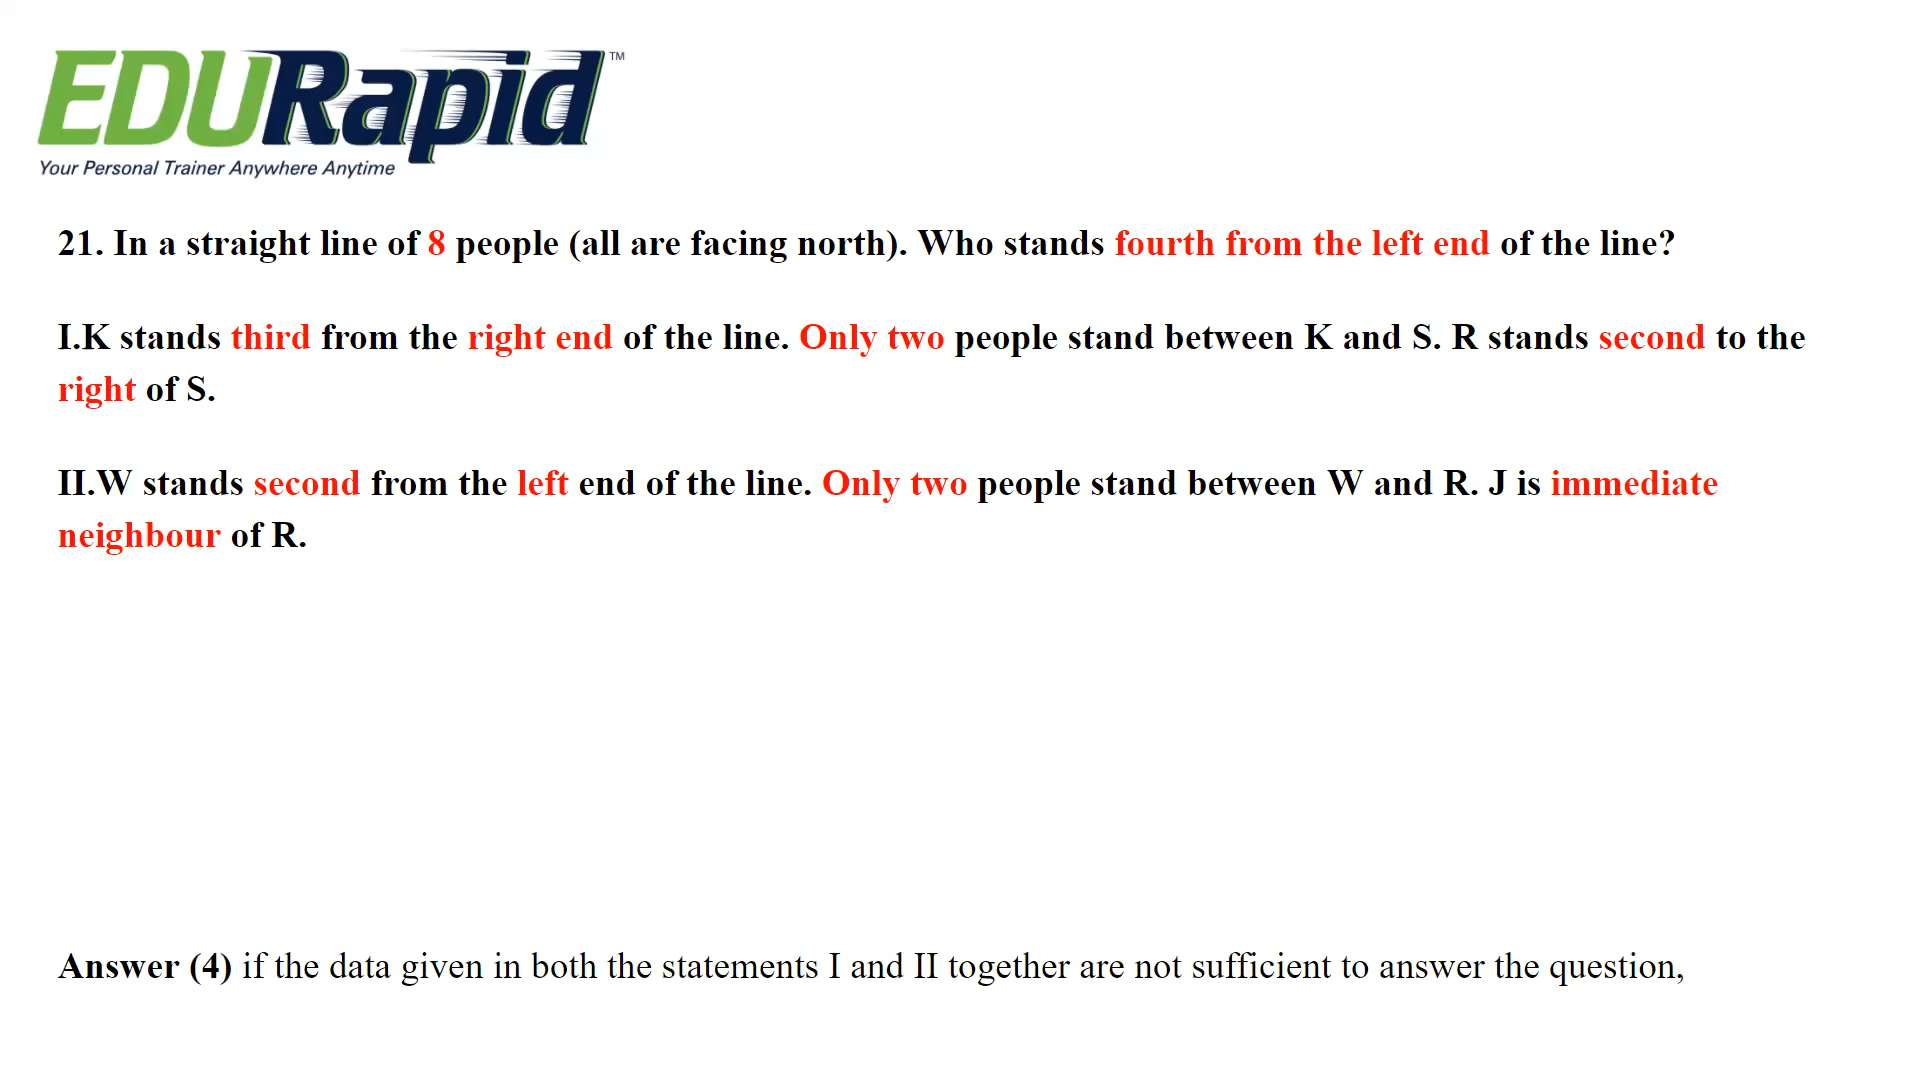 EDURapid™
Your Personal Trainer Anywhere Anytime
21. In a straight line of 8 people (all are facing north). Who stands fourth from the left end of the line?
I.K stands third from the right end of the line. Only two people stand between K and S. R stands second to the
right of S.
II.W stands second from the left end of the line. Only two people stand between W and R. J is immediate
neighbour of R.
Answer (4) if the data given in both the statements I and II together are not sufficient to answer the question,